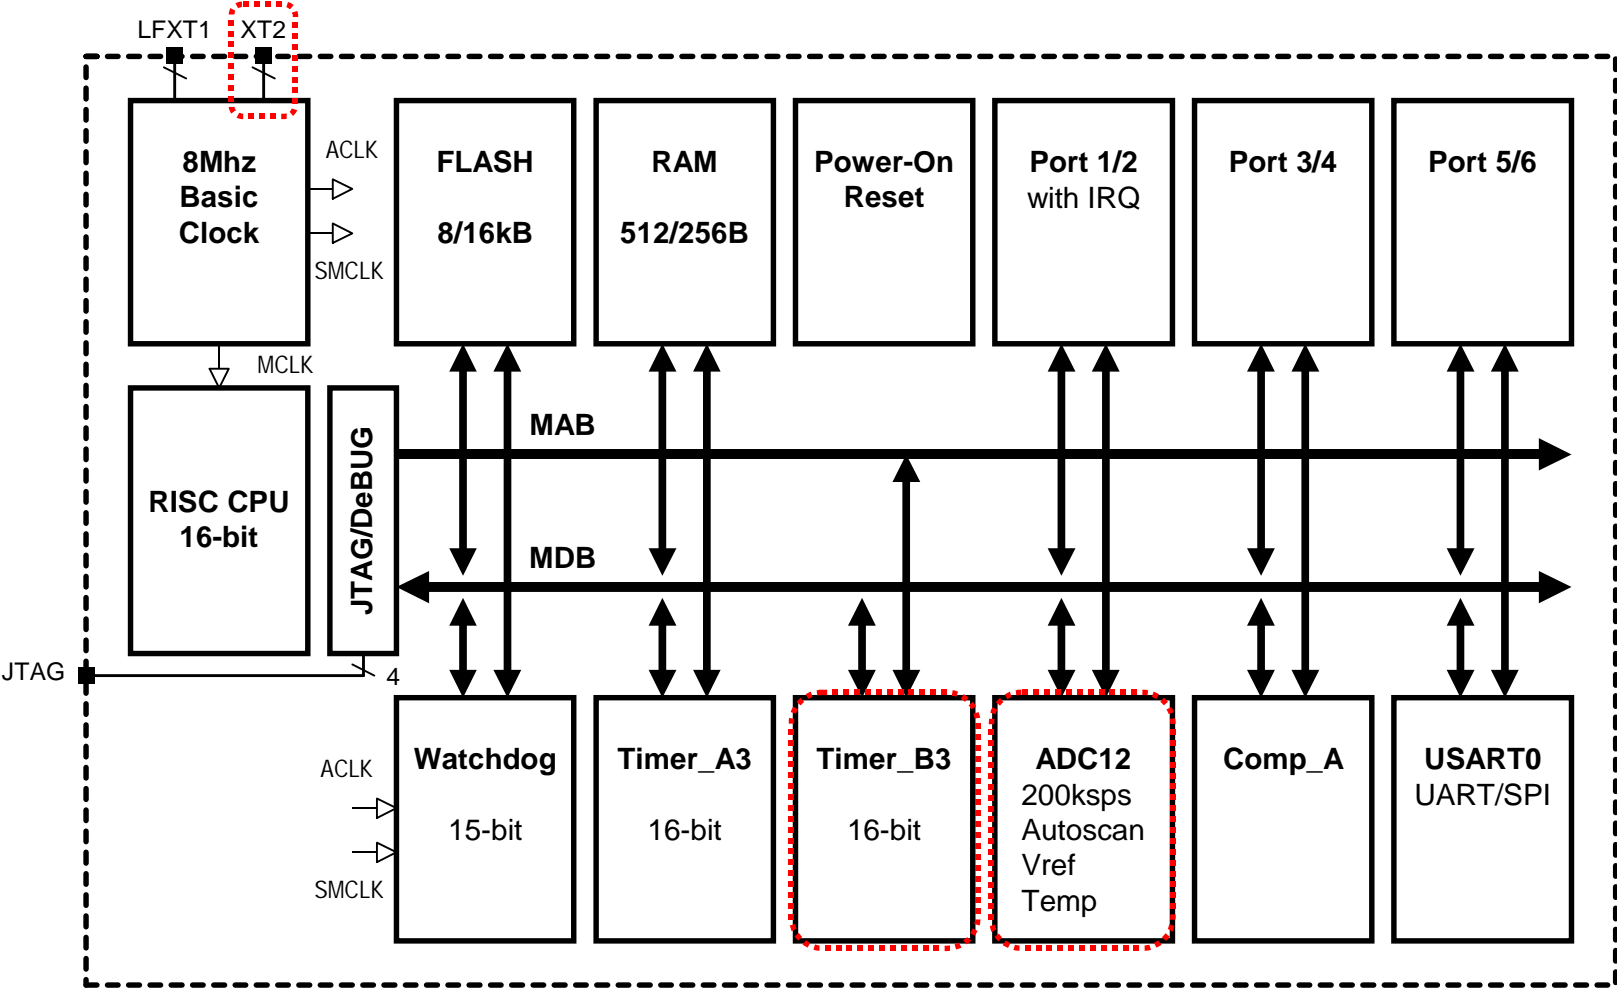 LFXT1
XT2
8Mhz
Basic
Clock
ACLK
SMCLK
FLASH
8/16kB
RAM
512/256B
Power-On
Reset
Port 1/2
with IRQ
Port 3/4
Port 5/6
MCLK
RISC CPU
16-bit
JTAG/DeBUG
MAB
MDB
JTAG
4
ACLK
SMCLK
Watchdog
15-bit
Timer_A3
16-bit
Timer_B3
16-bit
ADC12
200ksps
Autoscan
Vref
Temp
Comp_A
USART0
UART/SPI